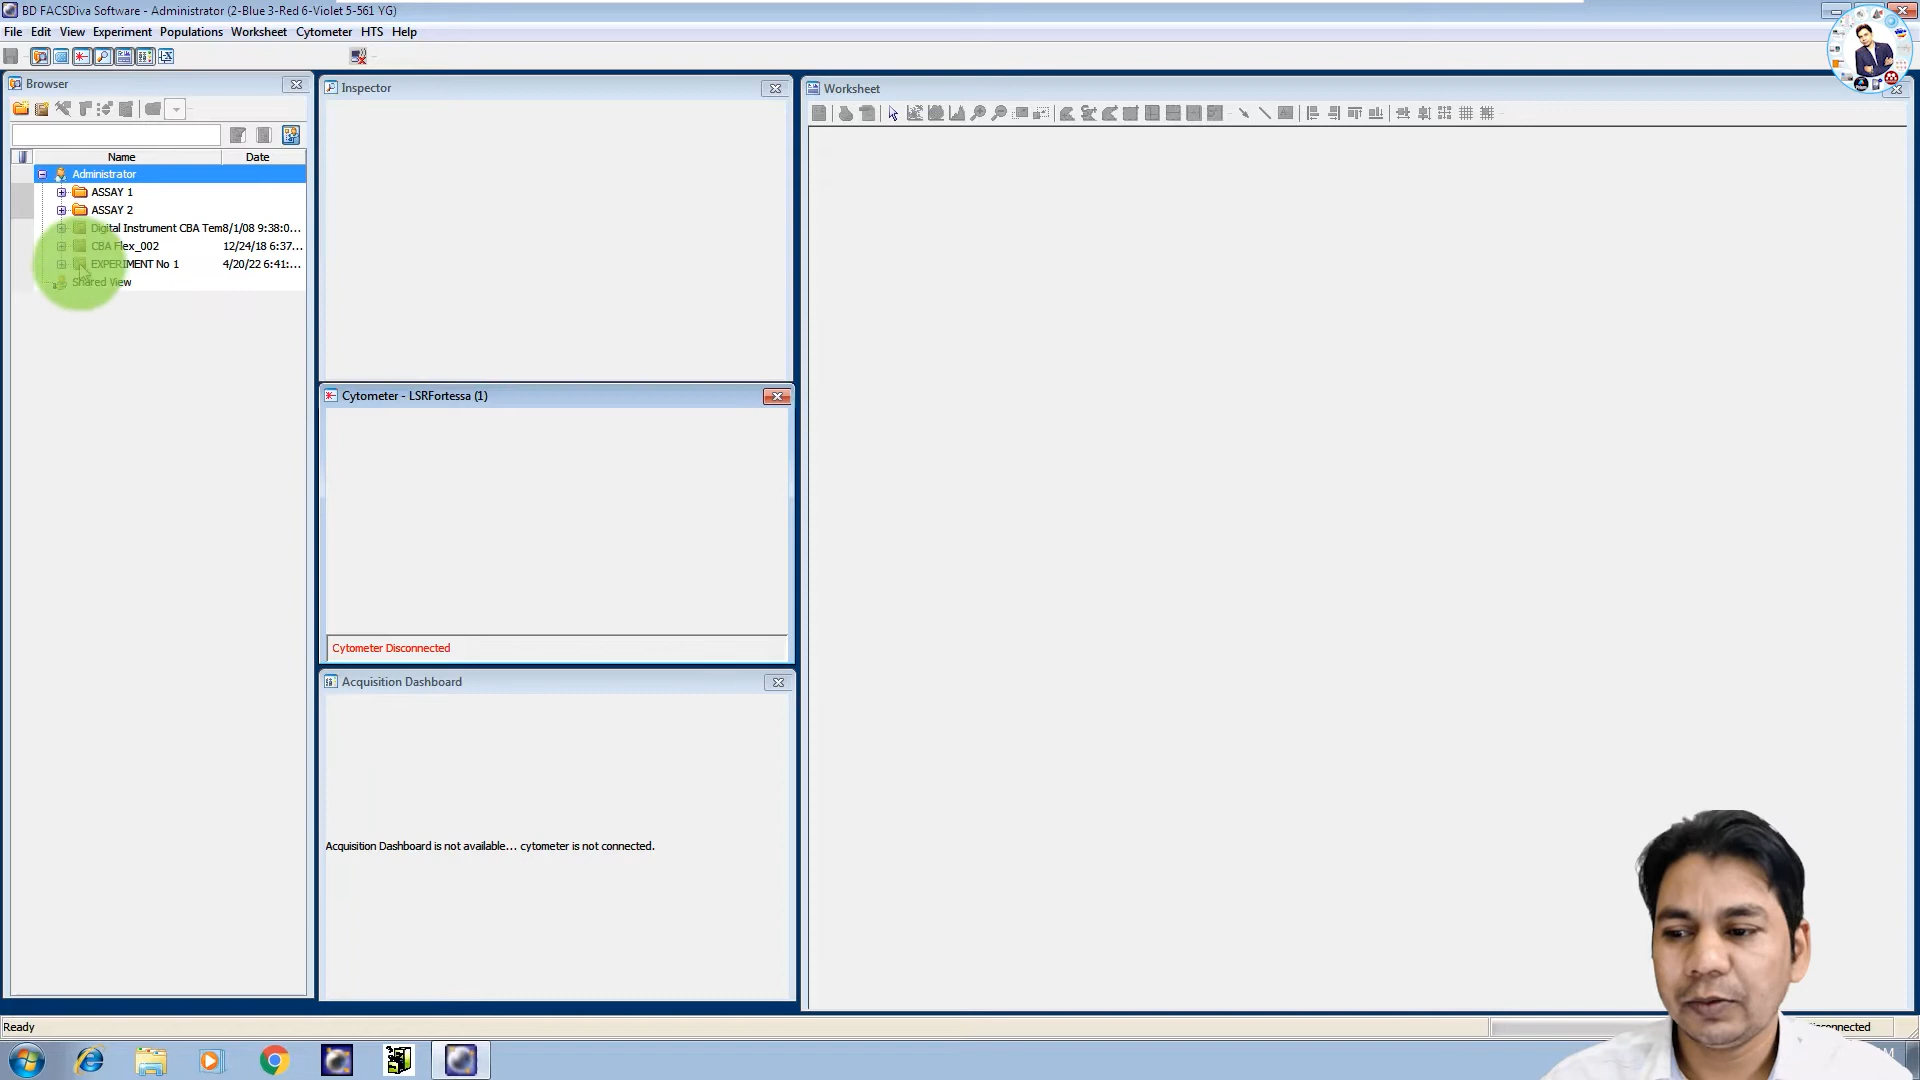 BD FACSDiva Software - Administrator (2-Blue 3-Red 6-Violet 5-561 YG)
File Edit View Experiment Populations Worksheet Cytometer HTS Help
Browser
Name Date
Administrator
ASSAY 1
ASSAY 2
Digital Instrument CBA Tem8/1/08 9:38:0...
CBA Flex_002 12/24/18 6:37...
EXPERIMENT No 1 4/20/22 6:41:...
Shared View
Inspector
Cytometer - LSRFortessa (1)
Cytometer Disconnected
Acquisition Dashboard
Acquisition Dashboard is not available... cytometer is not connected.
Worksheet
Ready